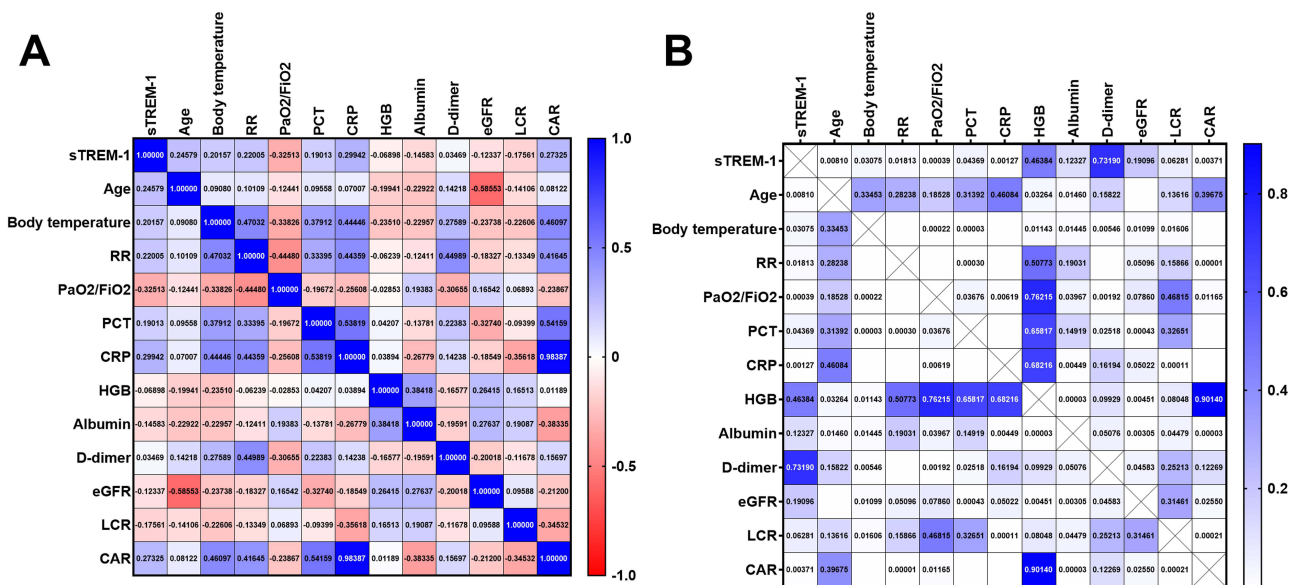 A
sTREM-1 Age Body temperature RR PaO2/FiO2 PCT CRP HGB Albumin D-dimer eGFR LCR CAR
sTREM-1 1.00000 0.24579 0.20157 0.22005 -0.32513 0.19013 0.29942 -0.06898 -0.14583 0.03469 -0.12337 -0.17561 0.27325
Age 0.24579 1.00000 0.09080 0.10109 -0.12441 0.09558 0.07007 -0.19941 -0.22922 0.14218 -0.58553 -0.14106 0.08122
Body temperature 0.20157 0.09080 1.00000 0.47032 -0.33826 0.37912 0.44446 -0.23510 -0.22957 0.27589 -0.23738 -0.22606 0.46097
RR 0.22005 0.10109 0.47032 1.00000 -0.44480 0.33395 0.44359 -0.06239 -0.12411 0.44989 -0.18327 -0.13349 0.41645
PaO2/FiO2 -0.32513 -0.12441 -0.33826 -0.44480 1.00000 -0.19672 -0.25608 -0.02853 0.19383 -0.30655 0.16542 0.06893 -0.23867
PCT 0.19013 0.09558 0.37912 0.33395 -0.19672 1.00000 0.53819 0.04207 -0.13781 0.22383 -0.32740 -0.09399 0.54159
CRP 0.29942 0.07007 0.44446 0.44359 -0.25608 0.53819 1.00000 0.03894 -0.26779 0.14238 -0.18549 -0.35618 0.98387
HGB -0.06898 -0.19941 -0.23510 -0.06239 -0.02853 0.04207 0.03894 1.00000 0.38418 -0.16577 0.26415 0.16513 0.01189
Albumin -0.14583 -0.22922 -0.22957 -0.12411 0.19383 -0.13781 -0.26779 0.38418 1.00000 -0.19591 0.27637 0.19087 -0.38335
D-dimer 0.03469 0.14218 0.27589 0.44989 -0.30655 0.22383 0.14238 -0.16577 -0.19591 1.00000 -0.20018 -0.11678 0.15697
eGFR -0.12337 -0.58553 -0.23738 -0.18327 0.16542 -0.32740 -0.18549 0.26415 0.27637 -0.20018 1.00000 0.09588 -0.21200
LCR -0.17561 -0.14106 -0.22606 -0.13349 0.06893 -0.09399 -0.35618 0.16513 0.19087 -0.11678 0.09588 1.00000 -0.34532
CAR 0.27325 0.08122 0.46097 0.41645 -0.23867 0.54159 0.98387 0.01189 -0.38335 0.15697 -0.21200 -0.34532 1.00000
1.0
0.5
0
-0.5
-1.0
B
sTREM-1 Age Body temperature RR PaO2/FiO2 PCT CRP HGB Albumin D-dimer eGFR LCR CAR
sTREM-1 0.00810 0.03075 0.01813 0.00039 0.04369 0.00127 0.46384 0.12327 0.73190 0.19096 0.06281 0.00371
Age 0.00810 0.33453 0.28238 0.18528 0.31392 0.46084 0.03264 0.01460 0.15822 0.13616 0.39675
Body temperature 0.03075 0.33453 0.00022 0.00003 0.01143 0.01445 0.00546 0.01099 0.01606
RR 0.01813 0.28238 0.00030 0.50773 0.19031 0.05096 0.15866 0.00001
PaO2/FiO2 0.00039 0.18528 0.00022 0.03676 0.00619 0.76215 0.03967 0.00192 0.07860 0.46815 0.01165
PCT 0.04369 0.31392 0.00003 0.00030 0.03676 0.65817 0.14919 0.02518 0.00043 0.32651
CRP 0.00127 0.46084 0.00619 0.68216 0.00449 0.16194 0.05022 0.00011
HGB 0.46384 0.03264 0.01143 0.50773 0.76215 0.65817 0.68216 0.00003 0.09929 0.00451 0.08048 0.90140
Albumin 0.12327 0.01460 0.01445 0.19031 0.03967 0.14919 0.00449 0.00003 0.05076 0.00305 0.04479 0.00003
D-dimer 0.73190 0.15822 0.00546 0.00192 0.02518 0.16194 0.09929 0.05076 0.04583 0.25213 0.12269
eGFR 0.19096 0.01099 0.05096 0.07860 0.00043 0.05022 0.00451 0.00305 0.04583 0.31461 0.02550
LCR 0.06281 0.13616 0.01606 0.15866 0.46815 0.32651 0.00011 0.08048 0.04479 0.25213 0.31461 0.00021
CAR 0.00371 0.39675 0.00001 0.01165 0.90140 0.00003 0.12269 0.02550 0.00021
0.8
0.6
0.4
0.2